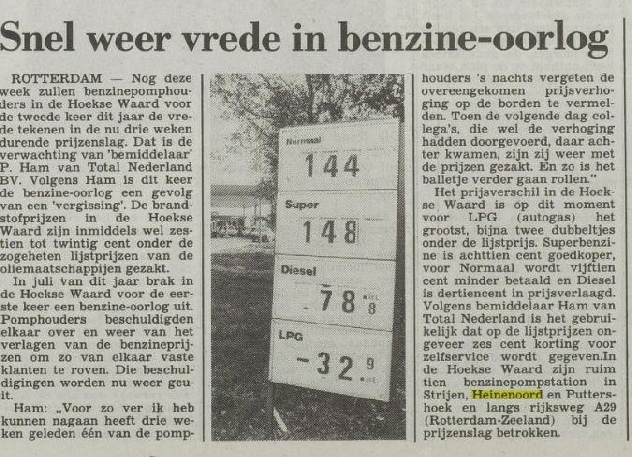 Snel weer vrede in benzine-oorlog
ROTTERDAM — Nog deze
week zullen benzinepomphou-
ders in de Hoekse Waard voor
de tweede keer dit jaar de vre-
de tekenen in de nu drie weken
durende prijzenslag. Dat is de
verwachting van 'bemiddelaar'
P. Ham van Total Nederland
BV. Volgens Ham is dit keer
de benzine-oorlog een gevolg
van een 'vergissing'. De brand-
stofprijzen in de Hoekse
Waard zijn inmiddels wel zes-
tien tot twintig cent onder de
zogeheten lijstprijzen van de
oliemaatschappijen gezakt.
In juli van dit jaar brak in
de Hoekse Waard voor de eer-
ste keer een benzine-oorlog uit.
Pomphouders beschuldigden
elkaar over en weer van het
verlagen van de benzineprij-
zen om zo van elkaar vaste
klanten te roven. Die beschul-
digingen worden nu weer geu-
it.
Ham: „Voor zo ver ik heb
kunnen nagaan heeft drie we-
ken geleden één van de pomp-
Normaal
144
Super
148
Diesel
78 8
LPG
32.9
houders 's nachts vergeten de
overeengekomen prijsverho-
ging op de borden te vermel-
den. Toen de volgende dag col-
lega's, die wel de verhoging
hadden doorgevoerd, daar ach-
ter kwamen, zijn zij weer met
de prijzen gezakt. En zo is het
balletje verder gaan rollen."
Het prijsverschil in de Hoek-
se Waard is op dit moment
voor LPG (autogas) het
grootst, bijna twee dubbeltjes
onder de lijstprijs. Superbenzi-
ne is achttien cent goedkoper,
voor Normaal wordt vijftien
cent minder betaald en Diesel
is dertiencent in prijsverlaagd.
Volgens bemiddelaar Ham van
Total Nederland is het gebrui-
kelijk dat op de lijstprijzen on-
geveer zes cent korting voor
zelfservice wordt gegeven.In
de Hoekse Waard zijn ruim
tien benzinepompstation in
Strijen, Heinenoord en Putters-
hoek en langs rijksweg A29
(Rotterdam-Zeeland) bij de
prijzenslag betrokken.